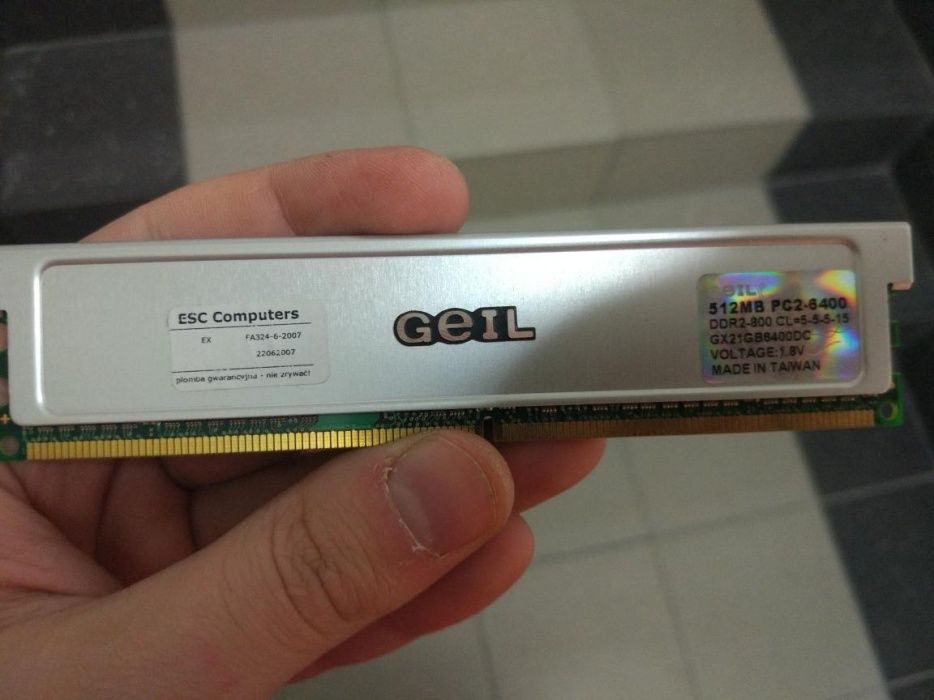 ESC Computers
EX FA324-6-2007
22062007
plomba gwarancyjna - nie zrywać!
GeIL
GeIL
512MB PC2-6400
DDR2-800 CL=5-5-5-15
GX21GB6400DC
VOLTAGE:1.8V
MADE IN TAIWAN